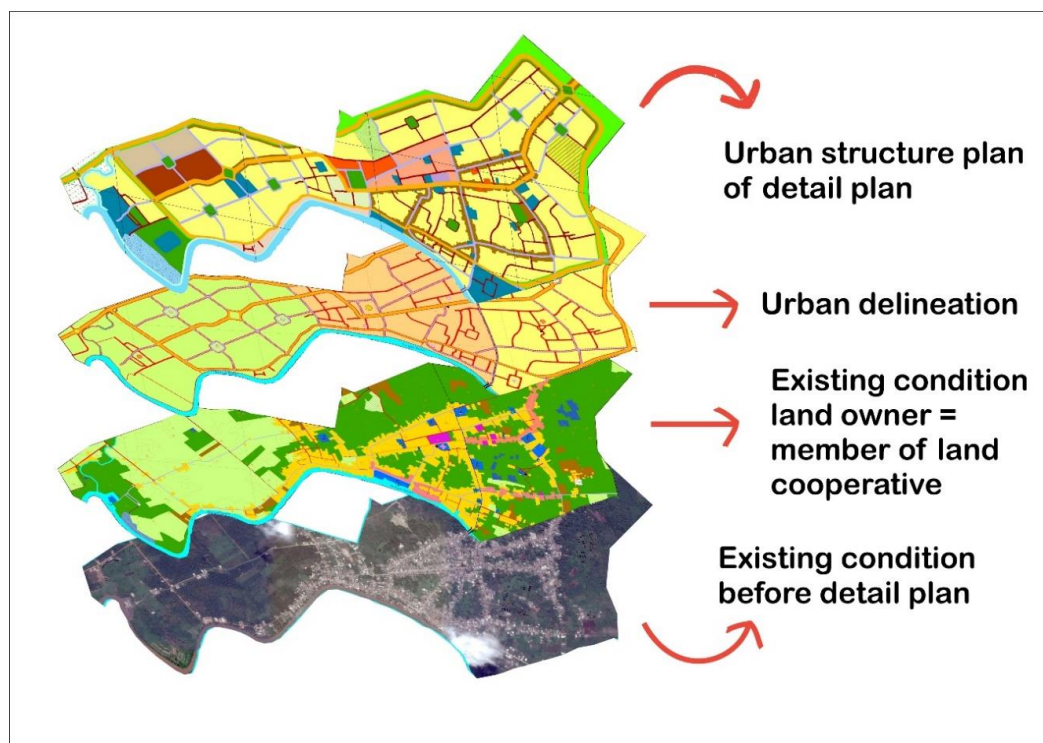 Urban structure plan
of detail plan
Urban delineation
Existing condition
land owner =
member of land
cooperative
Existing condition
before detail plan